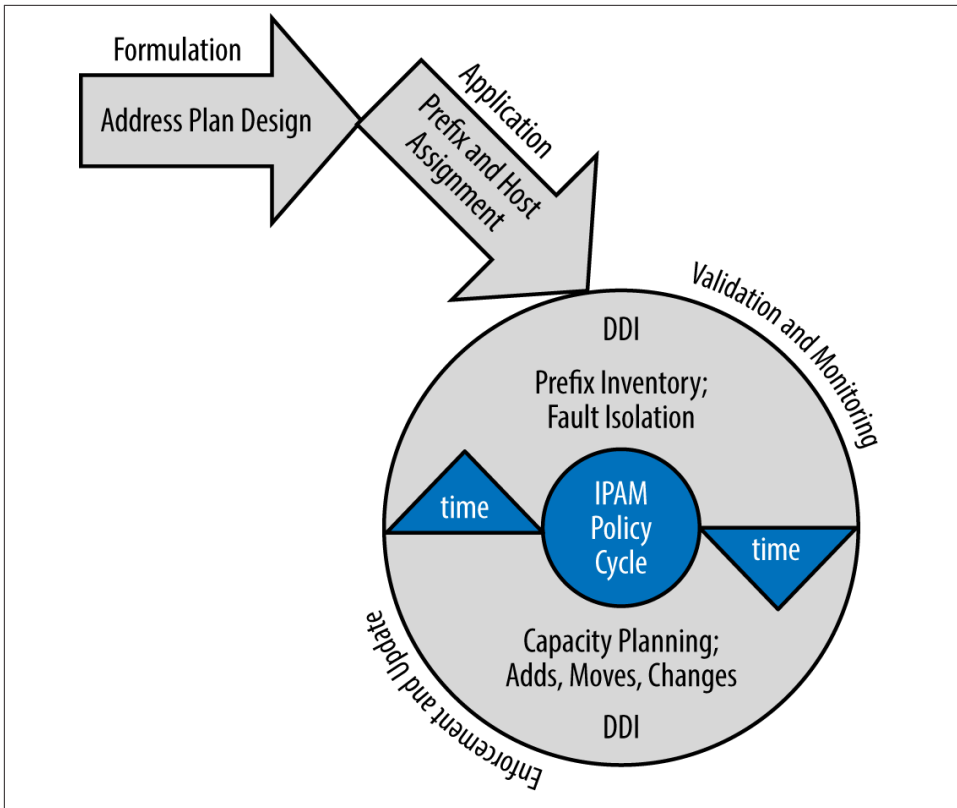 Formulation
Address Plan Design
Application
Prefix and Host
Assignment
Validation and Monitoring
DDI
Prefix Inventory;
Fault Isolation
time
IPAM
Policy
Cycle
time
Capacity Planning;
Adds, Moves, Changes
DDI
Enforcement and Update